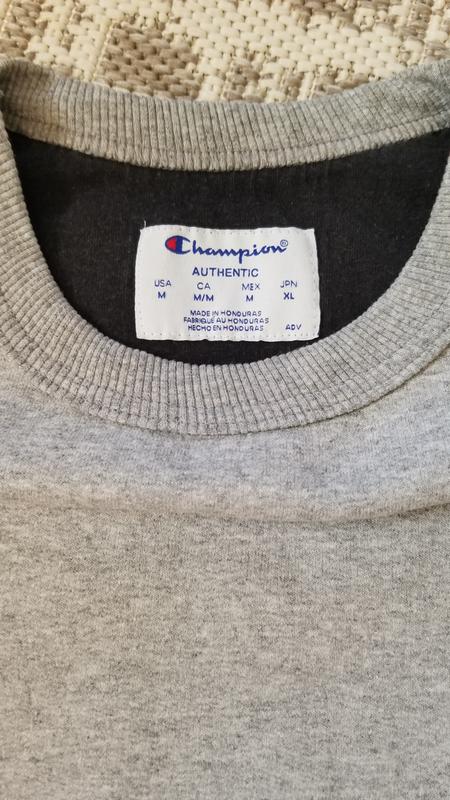 Champion®
AUTHENTIC
USA CA MEX JPN
M M/M M XL
MADE IN HONDURAS
FABRIQUÉ AU HONDURAS
HECHO EN HONDURAS ADV